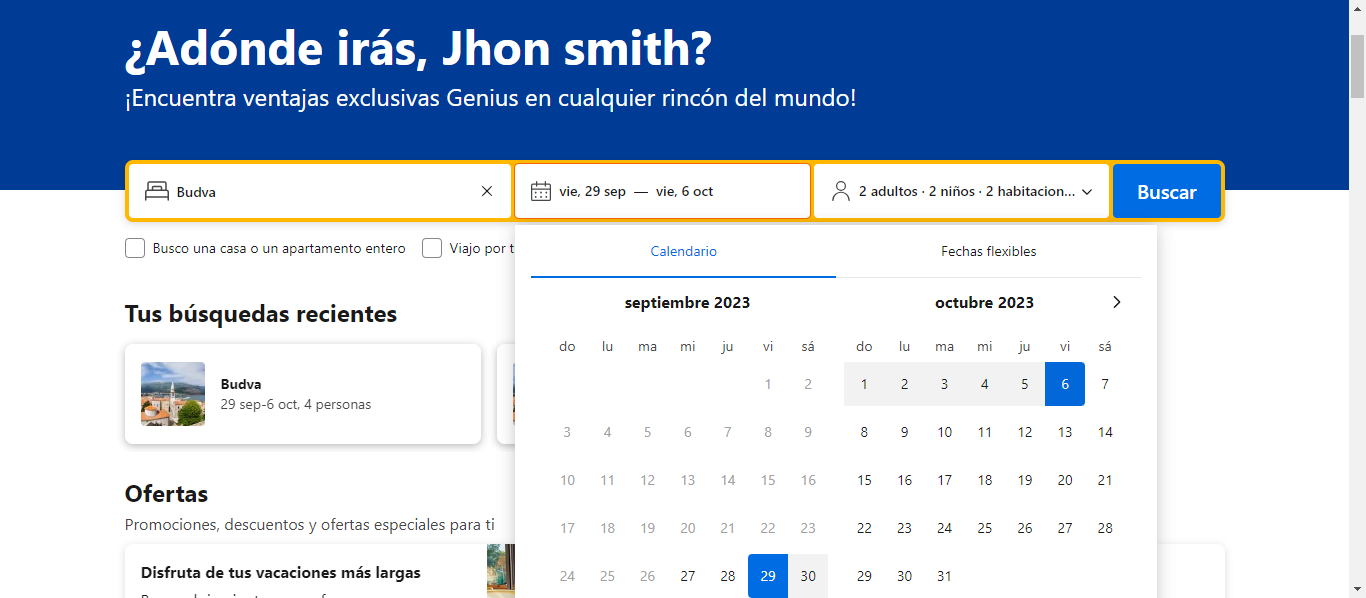 ¿Adónde irás, Jhon smith?
¡Encuentra ventajas exclusivas Genius en cualquier rincón del mundo!
Budva
vie, 29 sep — vie, 6 oct
2 adultos · 2 niños · 2 habitacion...
Buscar
Busco una casa o un apartamento entero
Viajo por t
Calendario
Fechas flexibles
septiembre 2023
do lu ma mi ju vi sá
1 2
3 4 5 6 7 8 9
10 11 12 13 14 15 16
17 18 19 20 21 22 23
24 25 26 27 28 29 30
octubre 2023
do lu ma mi ju vi sá
1 2 3 4 5 6 7
8 9 10 11 12 13 14
15 16 17 18 19 20 21
22 23 24 25 26 27 28
29 30 31
Tus búsquedas recientes
Budva
29 sep-6 oct, 4 personas
Ofertas
Promociones, descuentos y ofertas especiales para ti
Disfruta de tus vacaciones más largas